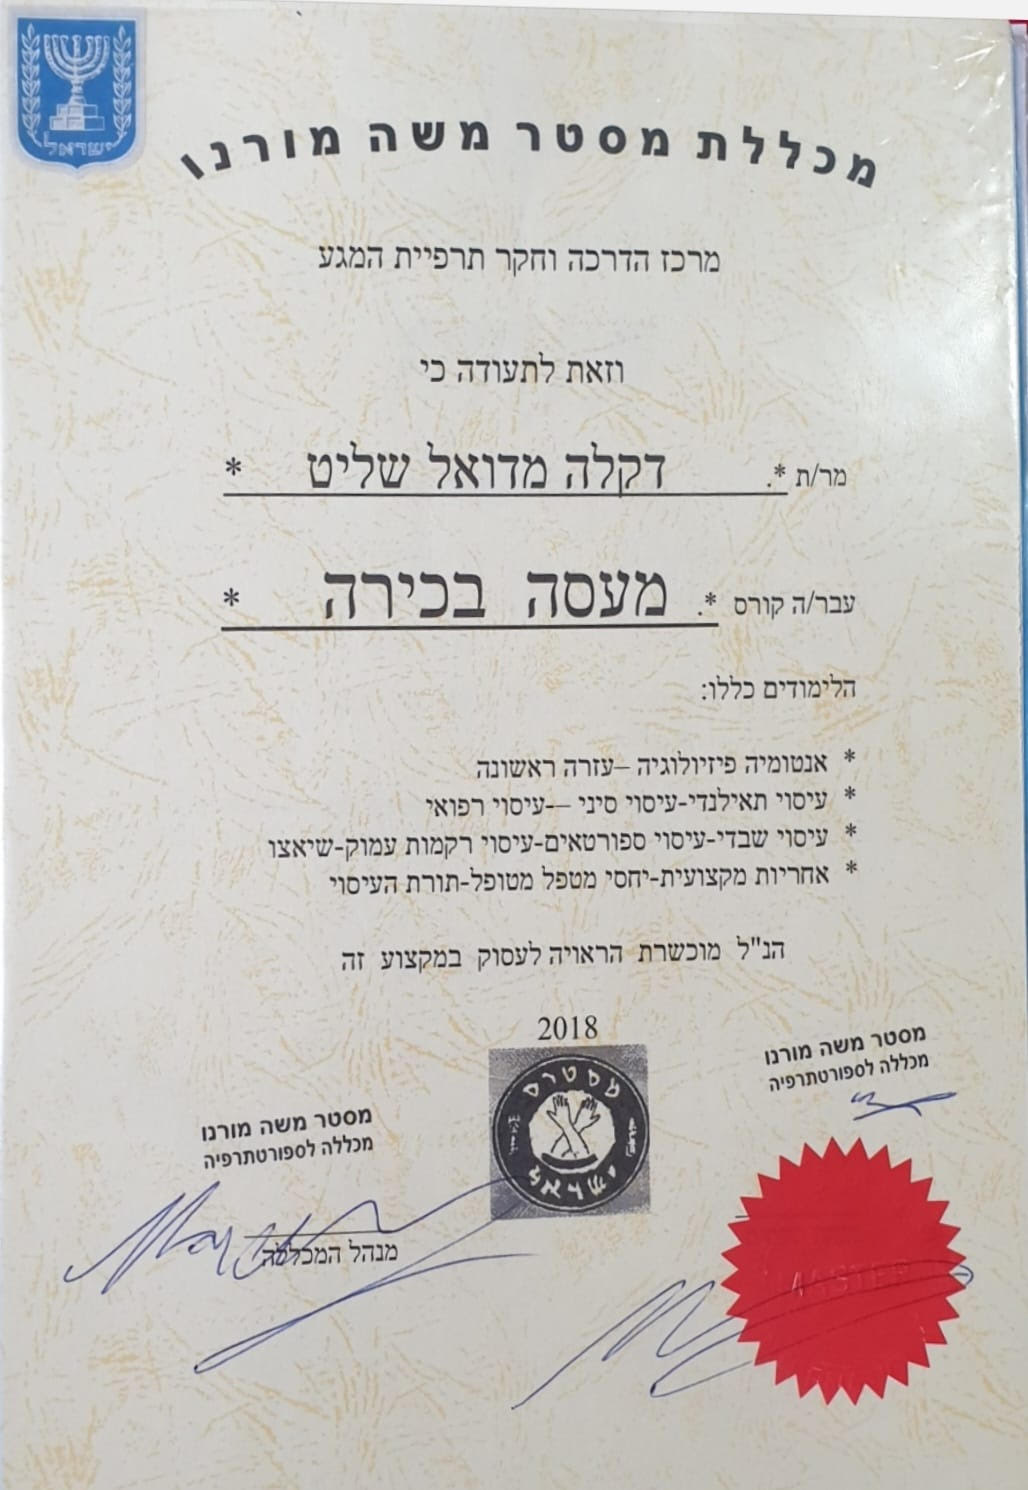 ישראל
מכללת מסטר משה מורנו
מרכז הדרכה וחקר תרפיית המגע
וזאת לתעודה כי
מר/ת *. דקלה מדואל שליט *
עבר/ה קורס *. מעסה בכירה *
הלימודים כללו:
* אנטומיה פיזיולוגיה –עזרה ראשונה
* עיסוי תאילנדי-עיסוי סיני –-עיסוי רפואי
* עיסוי שבדי-עיסוי ספורטאים-עיסוי רקמות עמוק-שיאצו
* אחריות מקצועית-יחסי מטפל מטופל-תורת העיסוי
הנ"ל מוכשרת הראויה לעסוק במקצוע זה
2018
מסטר משה מורנו
מכללה לספורטתרפיה
מסטרס
מסטר משה מורנו
מכללה לספורטתרפיה
מנהל המכללה
MASTER